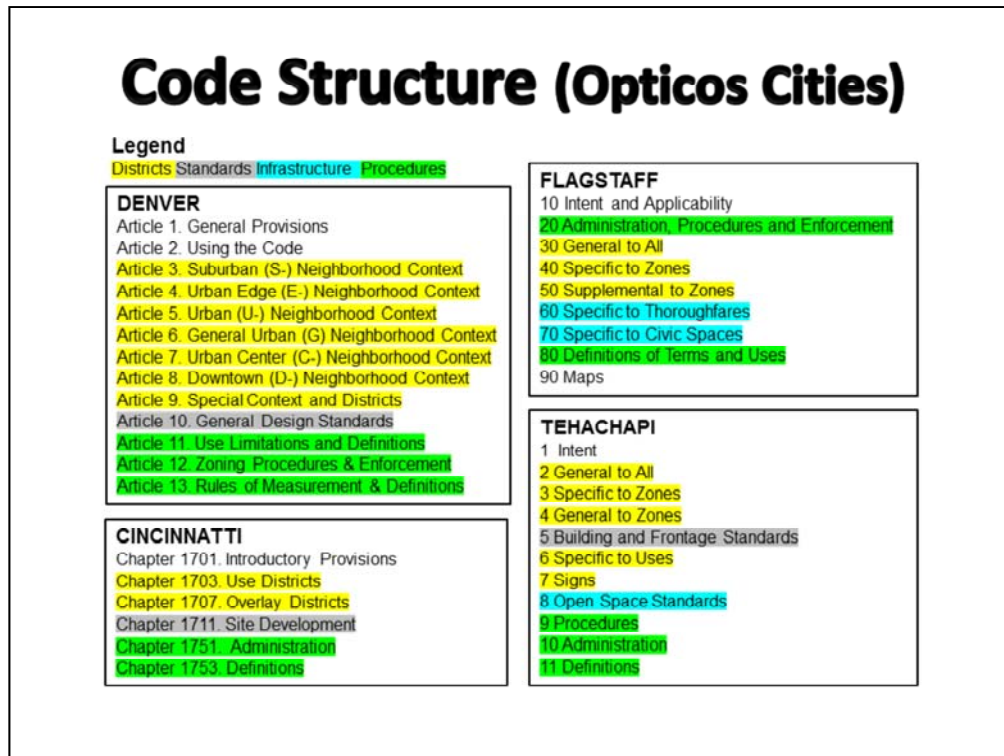 Code Structure (Opticos Cities)
Legend
Districts Standards Infrastructure Procedures
DENVER
Article 1. General Provisions
Article 2. Using the Code
Article 3. Suburban (S-) Neighborhood Context
Article 4. Urban Edge (E-) Neighborhood Context
Article 5. Urban (U-) Neighborhood Context
Article 6. General Urban (G) Neighborhood Context
Article 7. Urban Center (C-) Neighborhood Context
Article 8. Downtown (D-) Neighborhood Context
Article 9. Special Context and Districts
Article 10. General Design Standards
Article 11. Use Limitations and Definitions
Article 12. Zoning Procedures & Enforcement
Article 13. Rules of Measurement & Definitions
CINCINNATTI
Chapter 1701. Introductory Provisions
Chapter 1703. Use Districts
Chapter 1707. Overlay Districts
Chapter 1711. Site Development
Chapter 1751. Administration
Chapter 1753. Definitions
FLAGSTAFF
10 Intent and Applicability
20 Administration, Procedures and Enforcement
30 General to All
40 Specific to Zones
50 Supplemental to Zones
60 Specific to Thoroughfares
70 Specific to Civic Spaces
80 Definitions of Terms and Uses
90 Maps
TEHACHAPI
1 Intent
2 General to All
3 Specific to Zones
4 General to Zones
5 Building and Frontage Standards
6 Specific to Uses
7 Signs
8 Open Space Standards
9 Procedures
10 Administration
11 Definitions